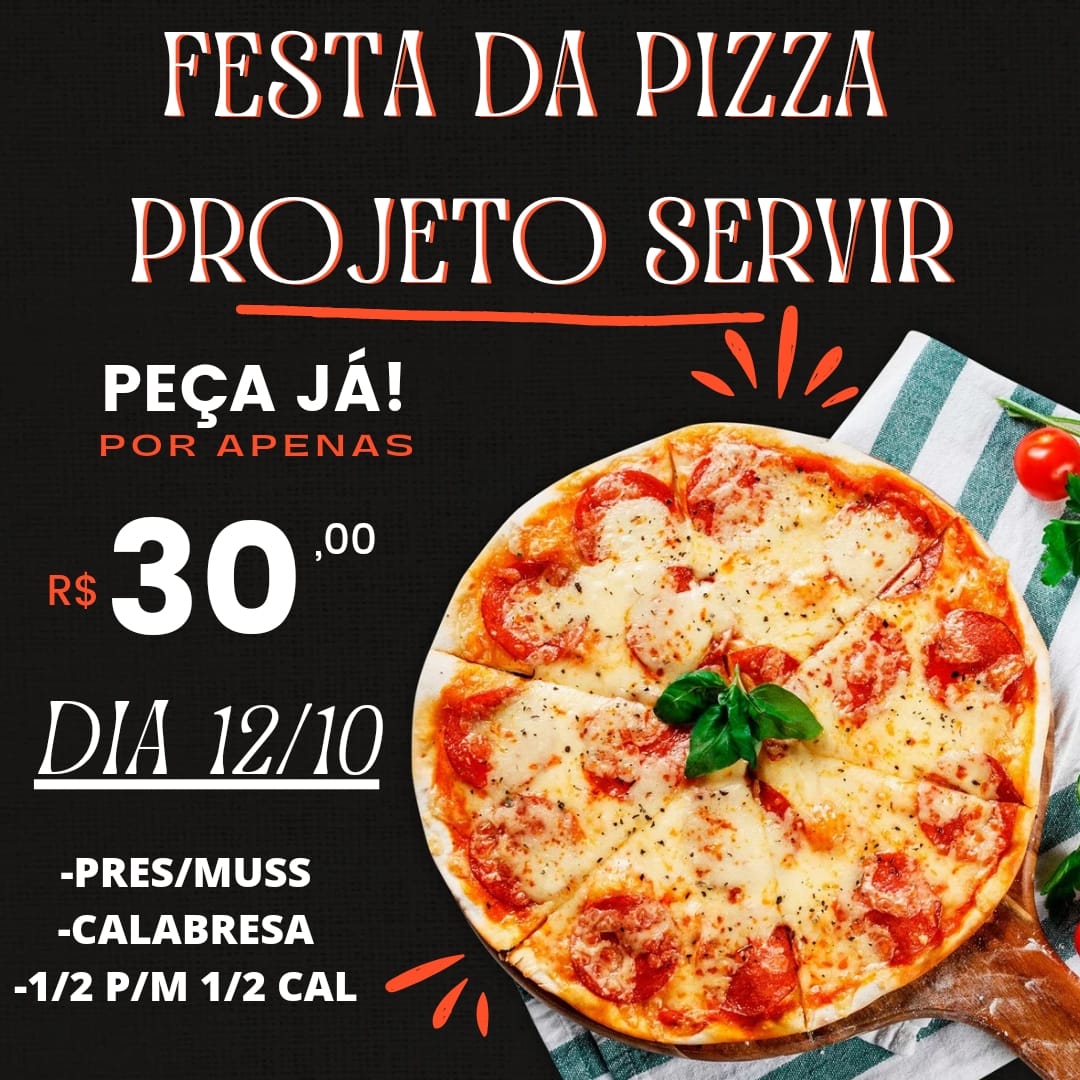 FESTA DA PIZZA
PROJETO SERVIR
PEÇA JÁ!
POR APENAS
R$ 30,00
DIA 12/10
-PRES/MUSS
-CALABRESA
-1/2 P/M 1/2 CAL